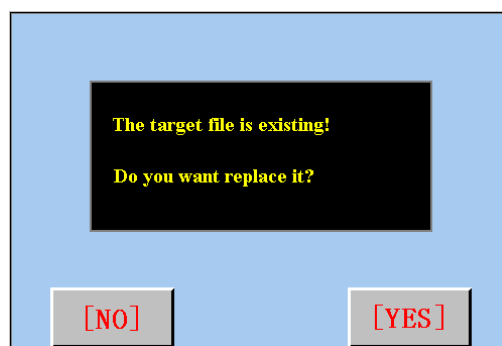 The target file is existing!
Do you want replace it?
[NO] [YES]